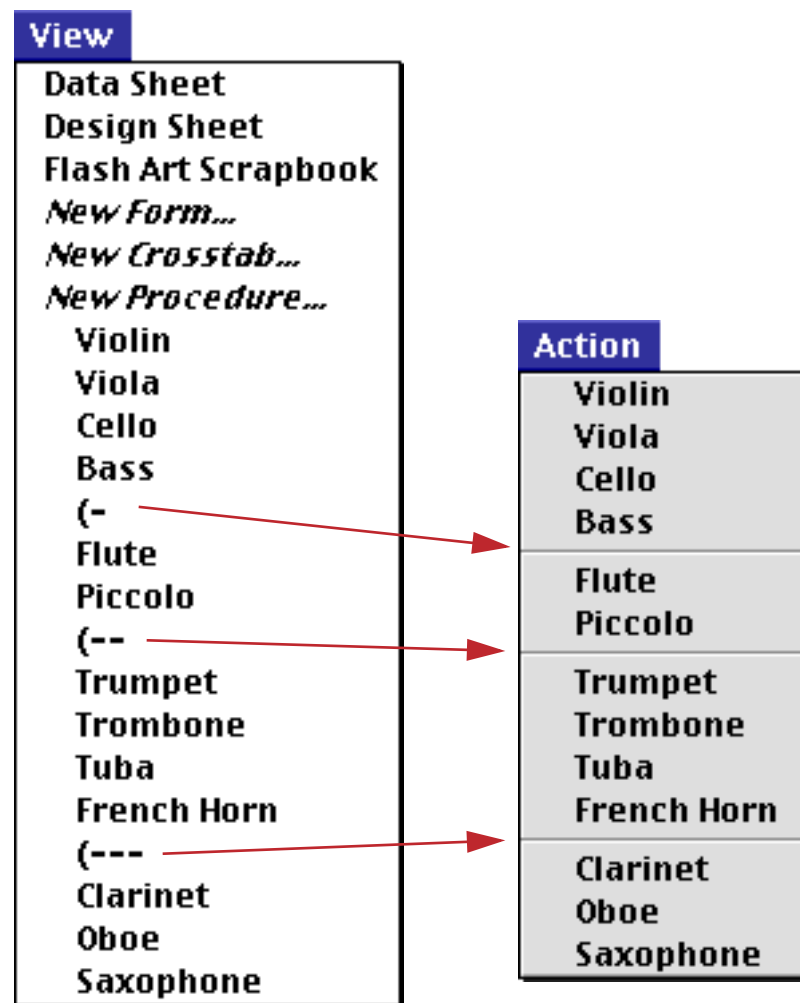 View
Data Sheet
Design Sheet
Flash Art Scrapbook
New Form...
New Crosstab...
New Procedure...
Violin
Viola
Cello
Bass
(-
Flute
Piccolo
(--
Trumpet
Trombone
Tuba
French Horn
(---
Clarinet
Oboe
Saxophone
Action
Violin
Viola
Cello
Bass
Flute
Piccolo
Trumpet
Trombone
Tuba
French Horn
Clarinet
Oboe
Saxophone